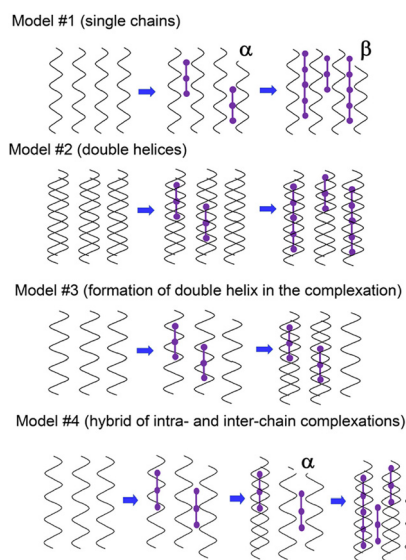 Model #1 (single chains)
α
β
Model #2 (double helices)
Model #3 (formation of double helix in the complexation)
Model #4 (hybrid of intra- and inter-chain complexations)
α